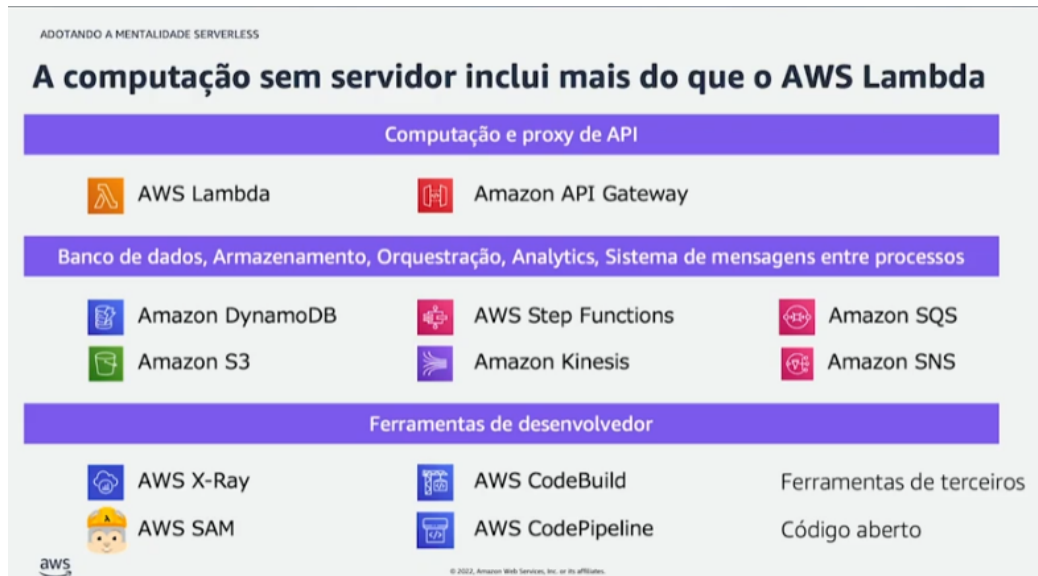 ADOTANDO A MENTALIDADE SERVERLESS
A computação sem servidor inclui mais do que o AWS Lambda
Computação e proxy de API
AWS Lambda
Amazon API Gateway
Banco de dados, Armazenamento, Orquestração, Analytics, Sistema de mensagens entre processos
Amazon DynamoDB
AWS Step Functions
Amazon SQS
Amazon S3
Amazon Kinesis
Amazon SNS
Ferramentas de desenvolvedor
AWS X-Ray
AWS CodeBuild
Ferramentas de terceiros
AWS SAM
AWS CodePipeline
Código aberto
aws
© 2022, Amazon Web Services, Inc. or its affiliates.